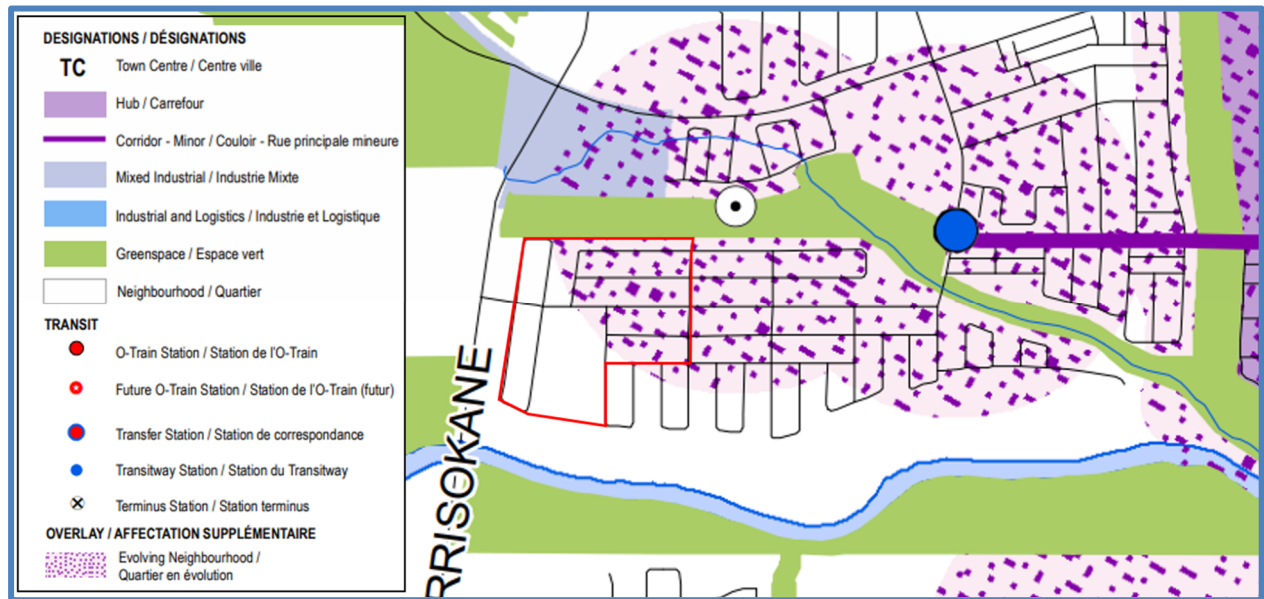 DESIGNATIONS / DÉSIGNATIONS
TC Town Centre / Centre ville
Hub / Carrefour
Corridor - Minor / Couloir - Rue principale mineure
Mixed Industrial / Industrie Mixte
Industrial and Logistics / Industrie et Logistique
Greenspace / Espace vert
Neighbourhood / Quartier
TRANSIT
O-Train Station / Station de l'O-Train
Future O-Train Station / Station de l'O-Train (futur)
Transfer Station / Station de correspondance
Transitway Station / Station du Transitway
Terminus Station / Station terminus
OVERLAY / AFFECTATION SUPPLÉMENTAIRE
Evolving Neighbourhood /
Quartier en évolution
RRISOKANE